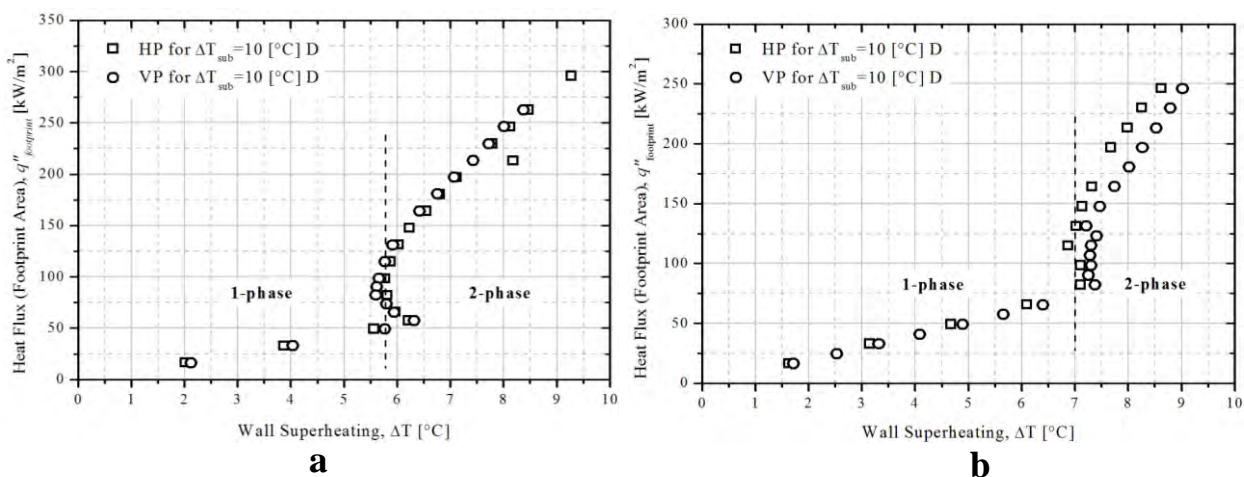 350
300
250
200
150
100
50
0
Heat Flux (Footprint Area), q″footprint [kW/m²]
HP for ΔTsub=10 [°C] D
VP for ΔTsub=10 [°C] D
1-phase
2-phase
0 1 2 3 4 5 6 7 8 9 10
Wall Superheating, ΔT [°C]
a
300
250
200
150
100
50
0
Heat Flux (Footprint Area), q″footprint [kW/m²]
HP for ΔTsub=10 [°C] D
VP for ΔTsub=10 [°C] D
1-phase
2-phase
0 1 2 3 4 5 6 7 8 9 10
Wall Superheating, ΔT [°C]
b